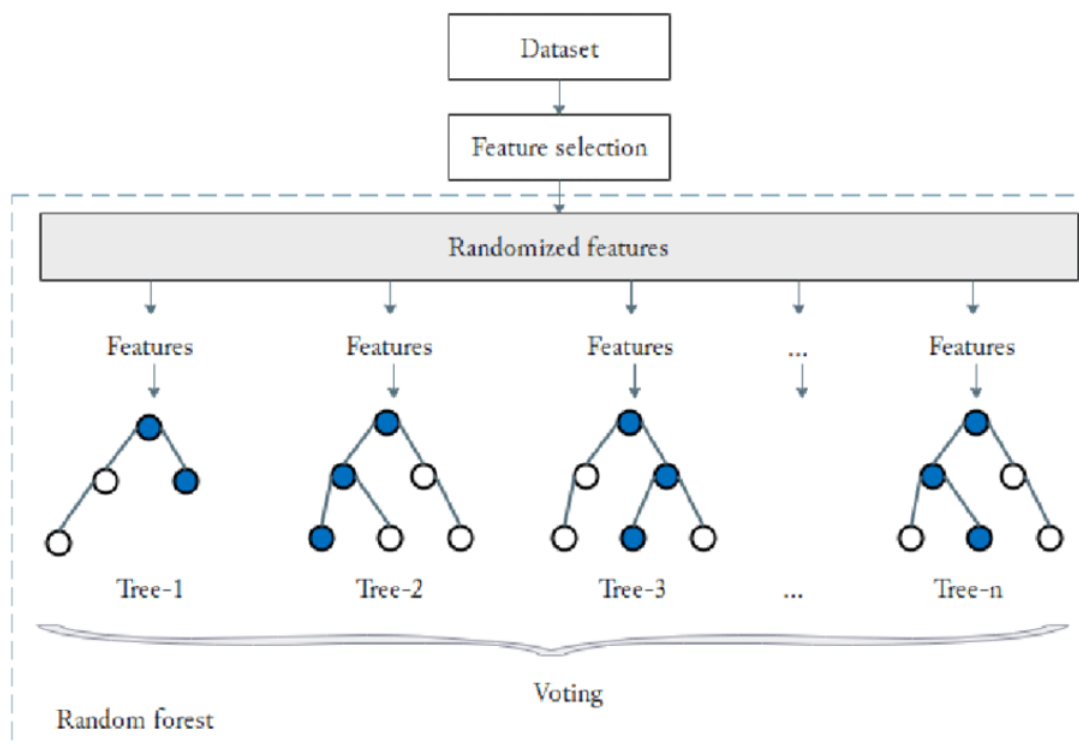 Dataset
Feature selection
Randomized features
Features Features Features ... Features
Tree-1 Tree-2 Tree-3 ... Tree-n
Voting
Random forest